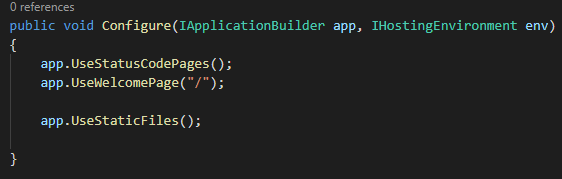 0 references
public void Configure(IApplicationBuilder app, IHostingEnvironment env)
{
app.UseStatusCodePages();
app.UseWelcomePage("/");
app.UseStaticFiles();
}